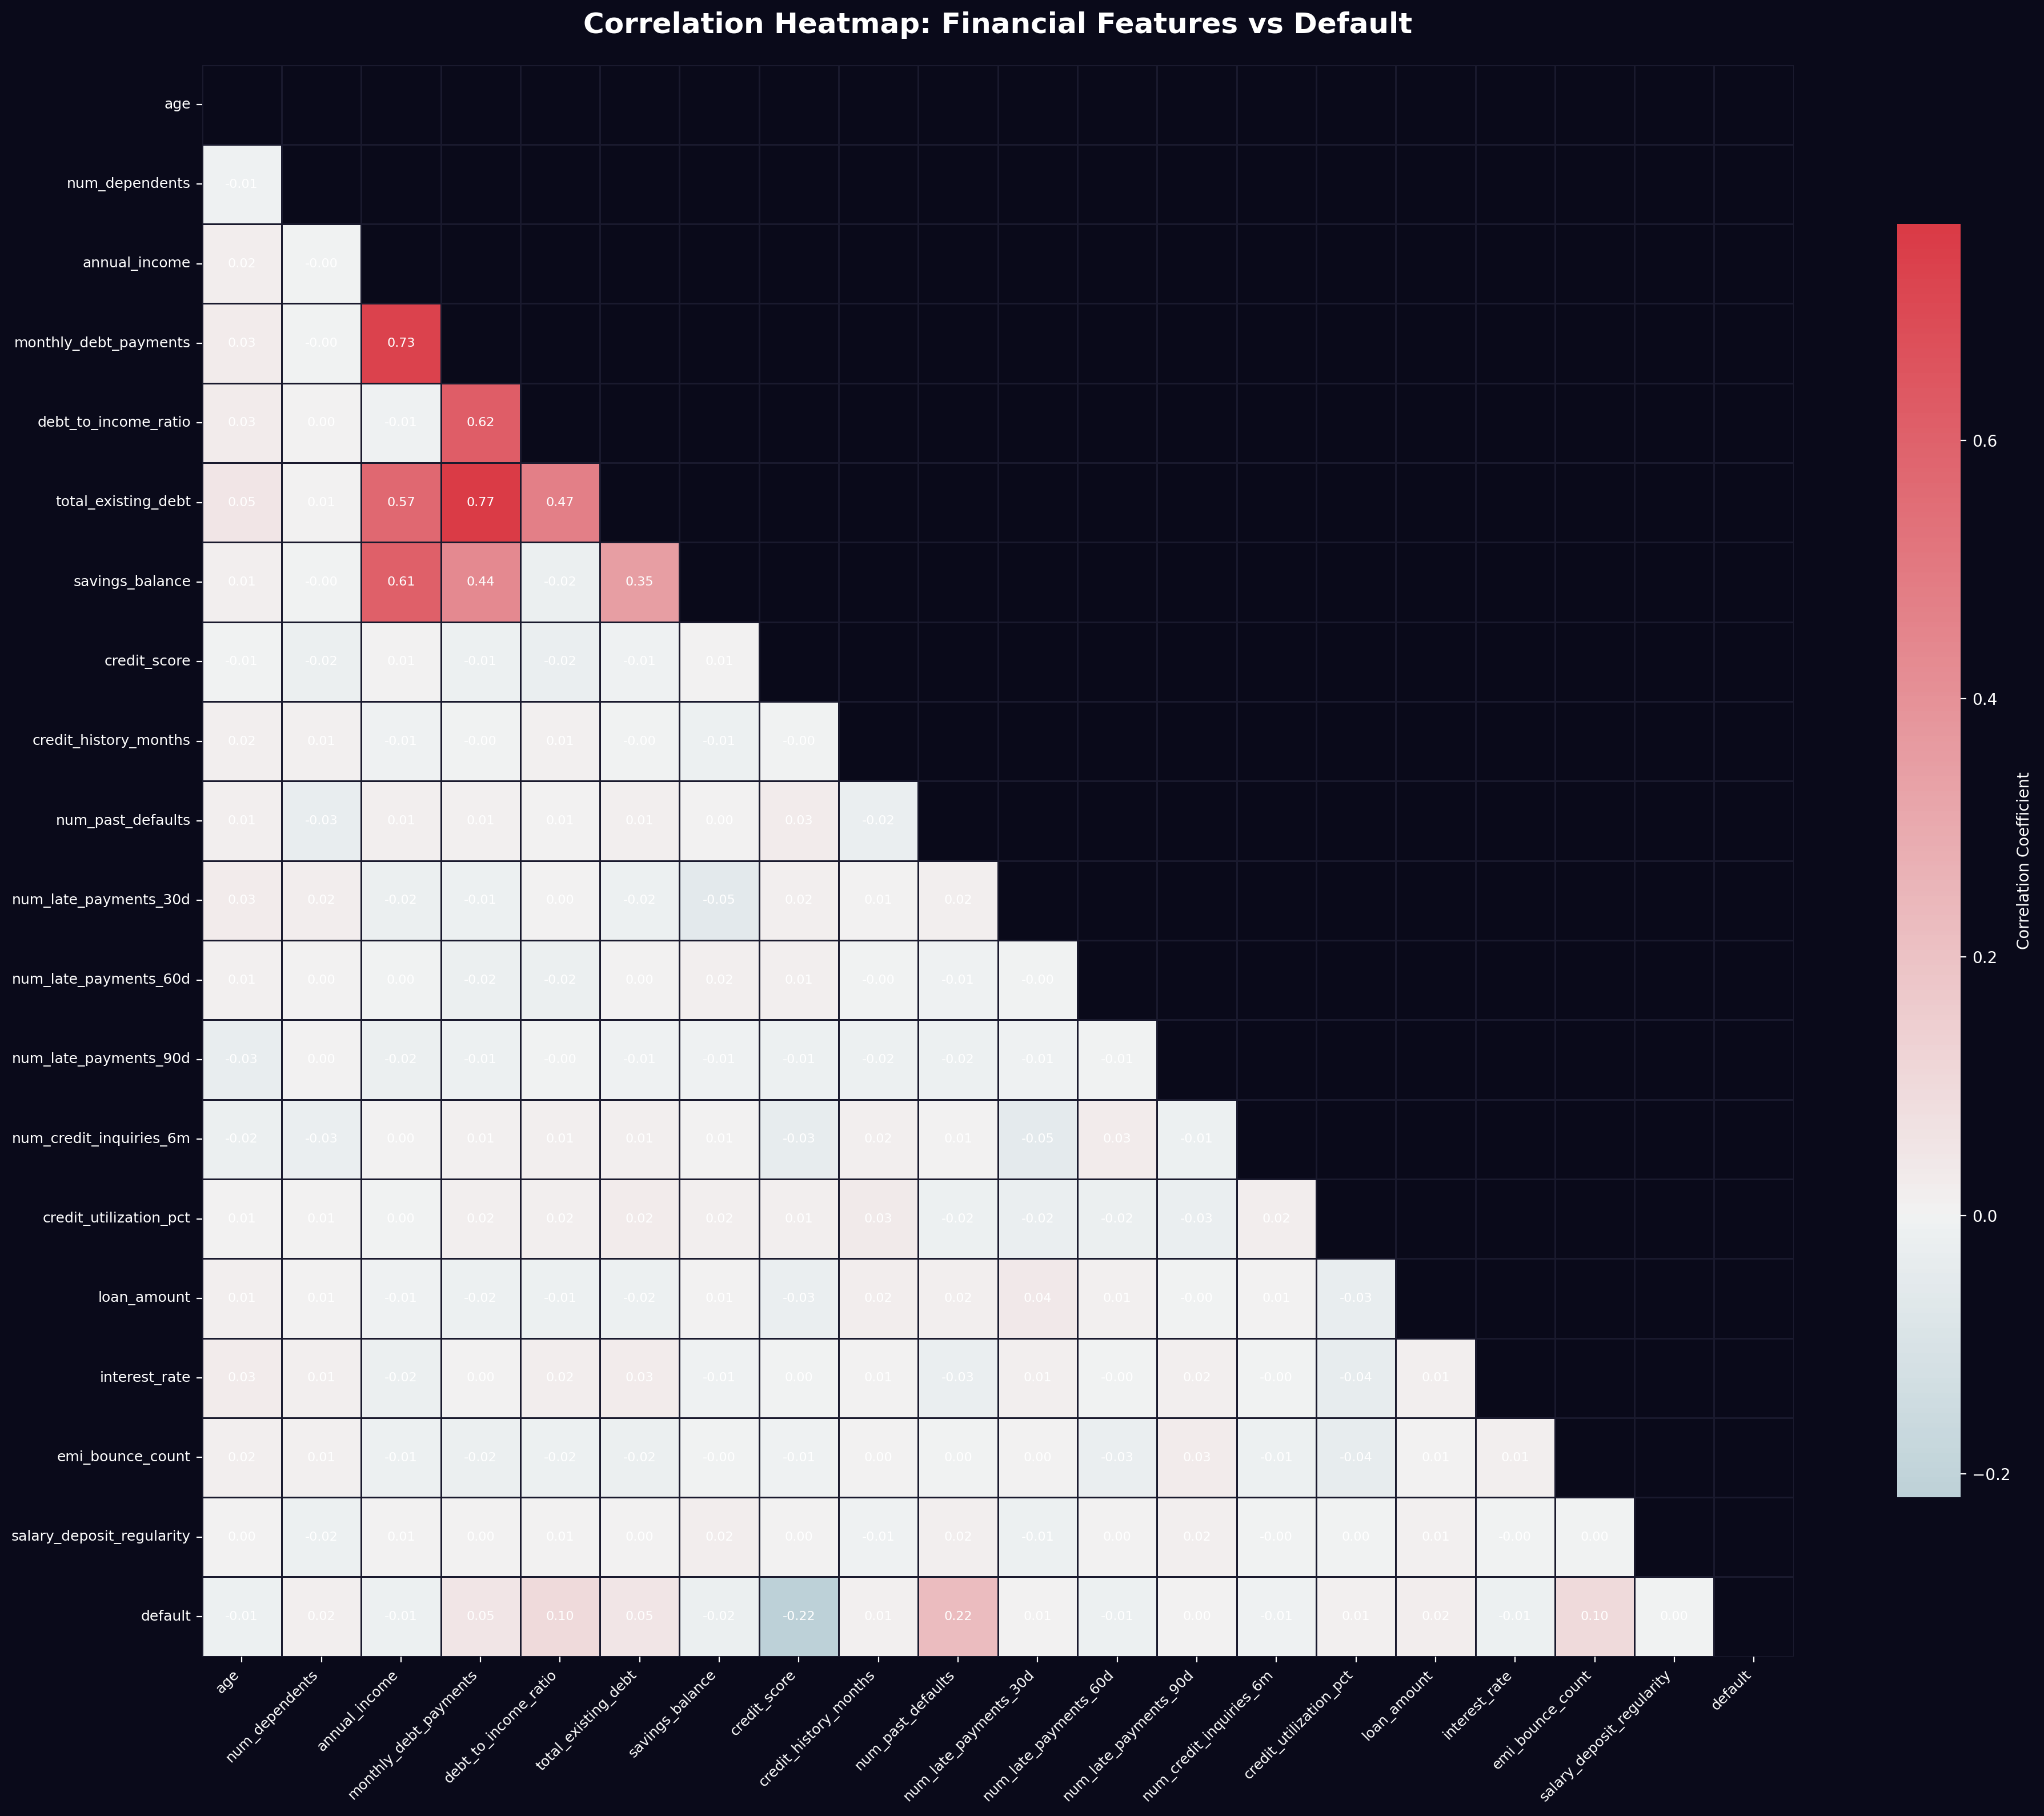 Correlation Heatmap: Financial Features vs Default
age
num_dependents -0.01
annual_income 0.02 -0.00
monthly_debt_payments 0.03 -0.00 0.73
debt_to_income_ratio 0.03 0.00 -0.01 0.62
total_existing_debt 0.05 0.01 0.57 0.77 0.47
savings_balance 0.01 -0.00 0.61 0.44 -0.02 0.35
credit_score -0.01 -0.02 0.01 -0.01 -0.02 -0.01 0.01
credit_history_months 0.02 0.01 -0.01 -0.00 0.01 -0.00 -0.01 -0.00
num_past_defaults 0.01 -0.03 0.01 0.01 0.01 0.01 0.00 0.03 -0.02
num_late_payments_30d 0.03 0.02 -0.02 -0.01 0.00 -0.02 -0.05 0.02 0.01 0.02
num_late_payments_60d 0.01 0.00 0.00 -0.02 -0.02 0.00 0.02 0.01 -0.00 -0.01 -0.00
num_late_payments_90d -0.03 0.00 -0.02 -0.01 -0.00 -0.01 -0.01 -0.01 -0.02 -0.02 -0.01 -0.01
num_credit_inquiries_6m -0.02 -0.03 0.00 0.01 0.01 0.01 0.01 -0.03 0.02 0.01 -0.05 0.03 -0.01
credit_utilization_pct 0.01 0.01 0.00 0.02 0.02 0.02 0.02 0.01 0.03 -0.02 -0.02 -0.02 -0.03 0.02
loan_amount 0.01 0.01 -0.01 -0.02 -0.01 -0.02 0.01 -0.03 0.02 0.02 0.04 0.01 -0.00 0.01 -0.03
interest_rate 0.03 0.01 -0.02 0.00 0.02 0.03 -0.01 0.00 0.01 -0.03 0.01 -0.00 0.02 -0.00 -0.04 0.01
emi_bounce_count 0.02 0.01 -0.01 -0.02 -0.02 -0.02 -0.00 -0.01 0.00 0.00 0.00 -0.03 0.03 -0.01 -0.04 0.01 0.01
salary_deposit_regularity 0.00 -0.02 0.01 0.00 0.01 0.00 0.02 0.00 -0.01 0.02 -0.01 0.00 0.02 -0.00 0.00 0.01 -0.00 0.00
default -0.01 0.02 -0.01 0.05 0.10 0.05 -0.02 -0.22 0.01 0.22 0.01 -0.01 0.00 -0.01 0.01 0.02 -0.01 0.10 0.00
age
num_dependents
annual_income
monthly_debt_payments
debt_to_income_ratio
total_existing_debt
savings_balance
credit_score
credit_history_months
num_past_defaults
num_late_payments_30d
num_late_payments_60d
num_late_payments_90d
num_credit_inquiries_6m
credit_utilization_pct
loan_amount
interest_rate
emi_bounce_count
salary_deposit_regularity
default
0.6
0.4
0.2
0.0
−0.2
Correlation Coefficient